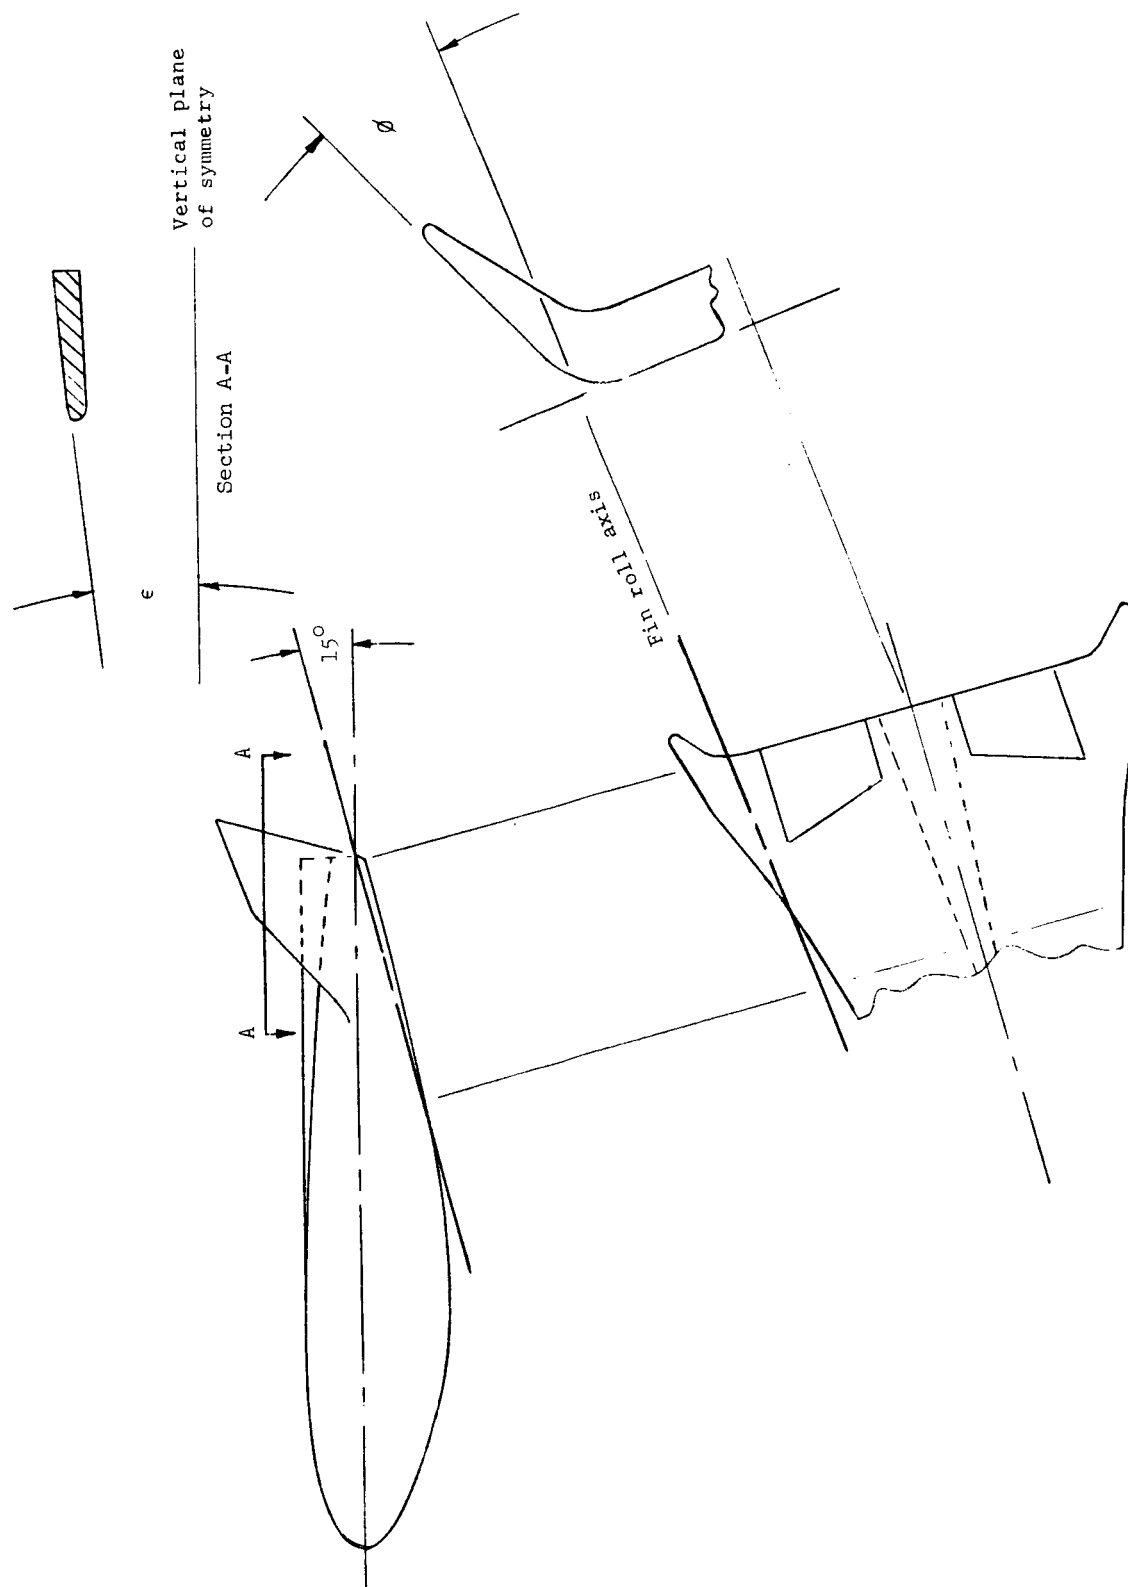 Vertical plane
of symmetry
Section A-A
ϵ
Ø
15°
A
A
Fin roll axis